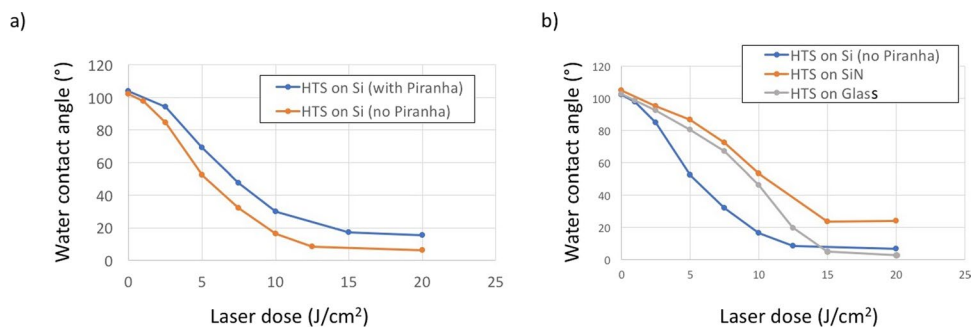 a)
Water contact angle (°)
120
100
80
60
40
20
0
HTS on Si (with Piranha)
HTS on Si (no Piranha)
0 5 10 15 20 25
Laser dose (J/cm²)
b)
Water contact angle (°)
120
100
80
60
40
20
0
HTS on Si (no Piranha)
HTS on SiN
HTS on Glass
0 5 10 15 20 25
Laser dose (J/cm²)